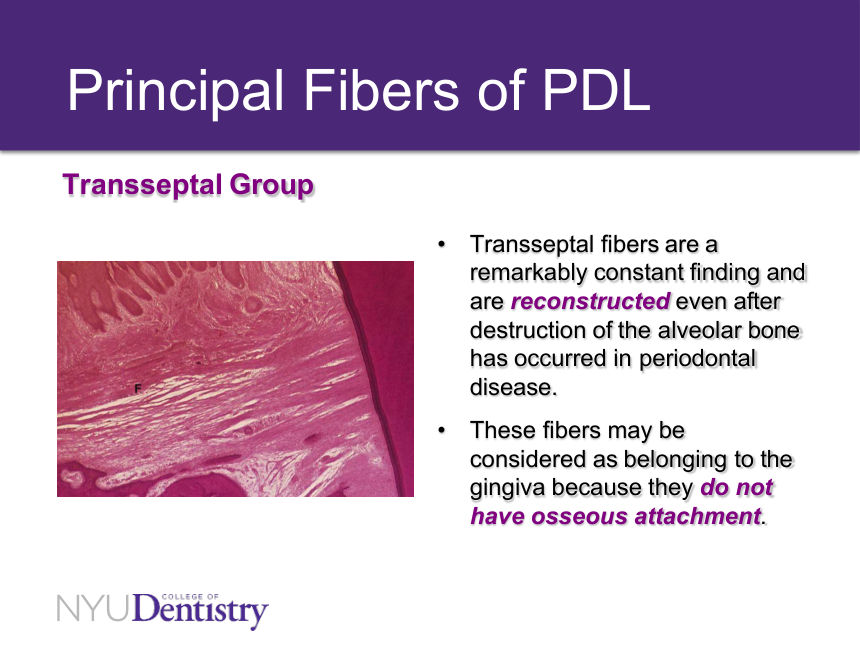 Principal Fibers of PDL
Transseptal Group
• Transseptal fibers are a
remarkably constant finding and
are reconstructed even after
destruction of the alveolar bone
has occurred in periodontal
disease.
• These fibers may be
considered as belonging to the
gingiva because they do not
have osseous attachment.
F
NYU COLLEGE OF
Dentistry